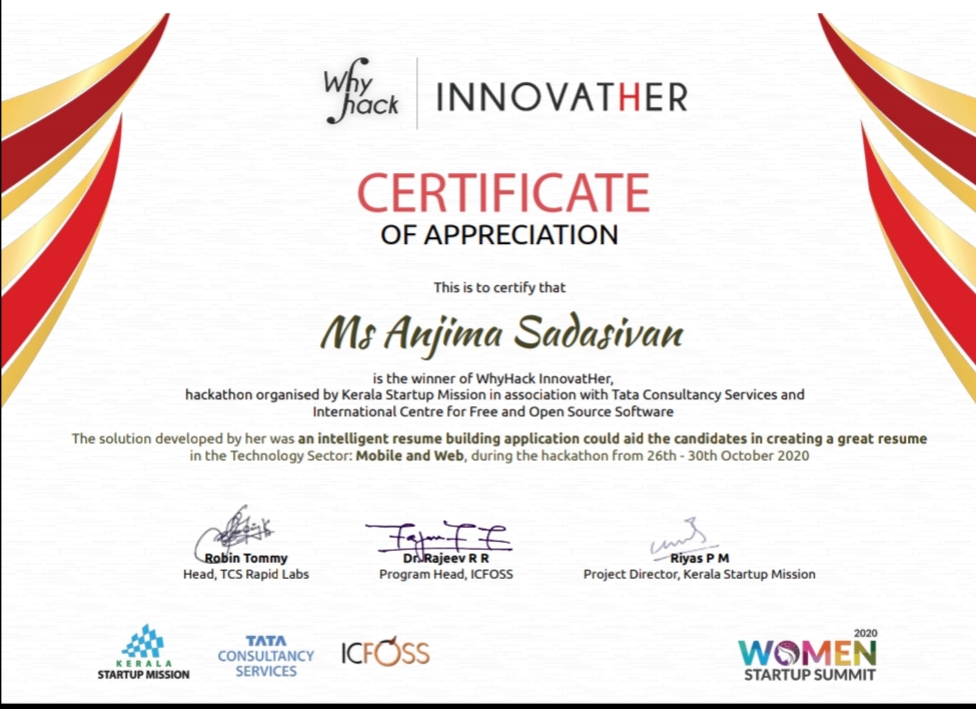 Why hack | INNOVATHER
CERTIFICATE
OF APPRECIATION
This is to certify that
Ms Anjima Sadasivan
is the winner of WhyHack InnovatHer,
hackathon organised by Kerala Startup Mission in association with Tata Consultancy Services and
International Centre for Free and Open Source Software
The solution developed by her was an intelligent resume building application could aid the candidates in creating a great resume
in the Technology Sector: Mobile and Web, during the hackathon from 26th - 30th October 2020
Robin Tommy
Head, TCS Rapid Labs
Dr. Rajeev R R
Program Head, ICFOSS
Riyas P M
Project Director, Kerala Startup Mission
KERALA
STARTUP MISSION
TATA
CONSULTANCY
SERVICES
ICFOSS
2020
WOMEN
STARTUP SUMMIT